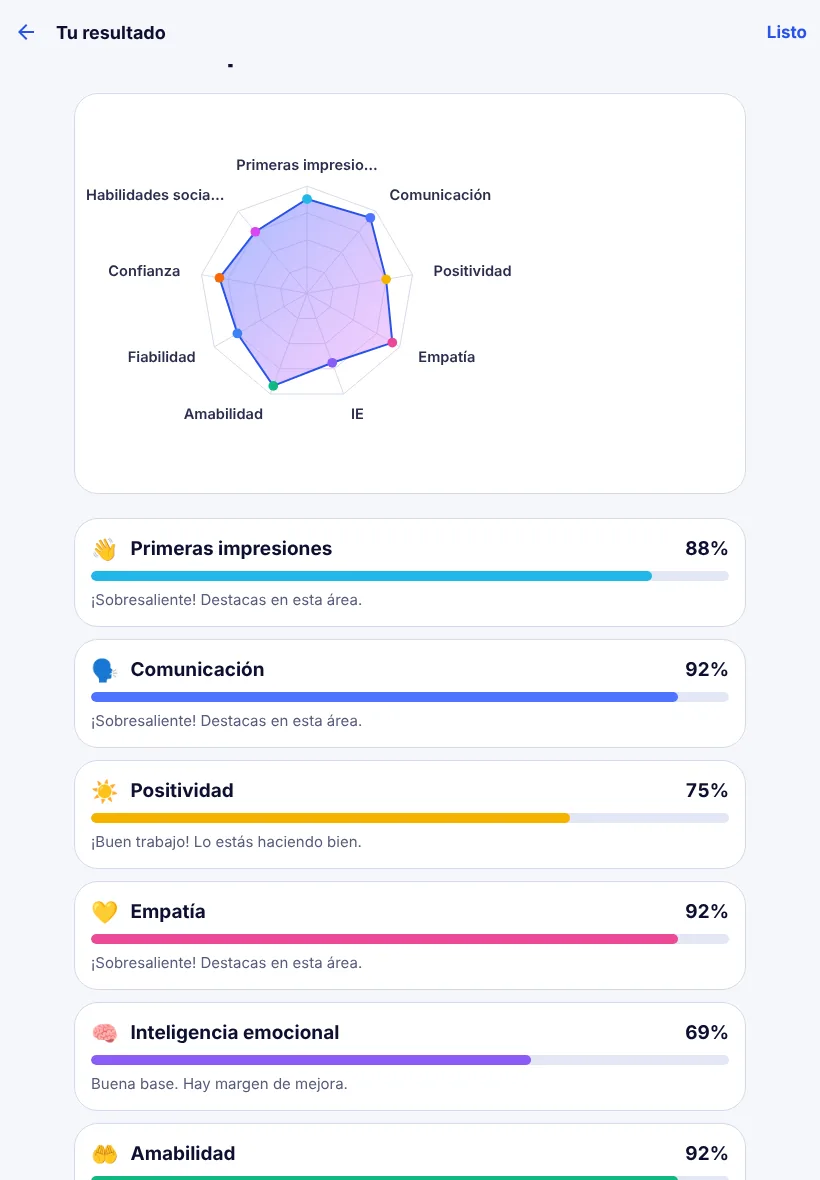 Tu resultado
Listo
Primeras impresio...
Habilidades socia...
Comunicación
Confianza
Positividad
Fiabilidad
Empatía
Amabilidad
IE
Primeras impresiones
88%
¡Sobresaliente! Destacas en esta área.
Comunicación
92%
¡Sobresaliente! Destacas en esta área.
Positividad
75%
¡Buen trabajo! Lo estás haciendo bien.
Empatía
92%
¡Sobresaliente! Destacas en esta área.
Inteligencia emocional
69%
Buena base. Hay margen de mejora.
Amabilidad
92%